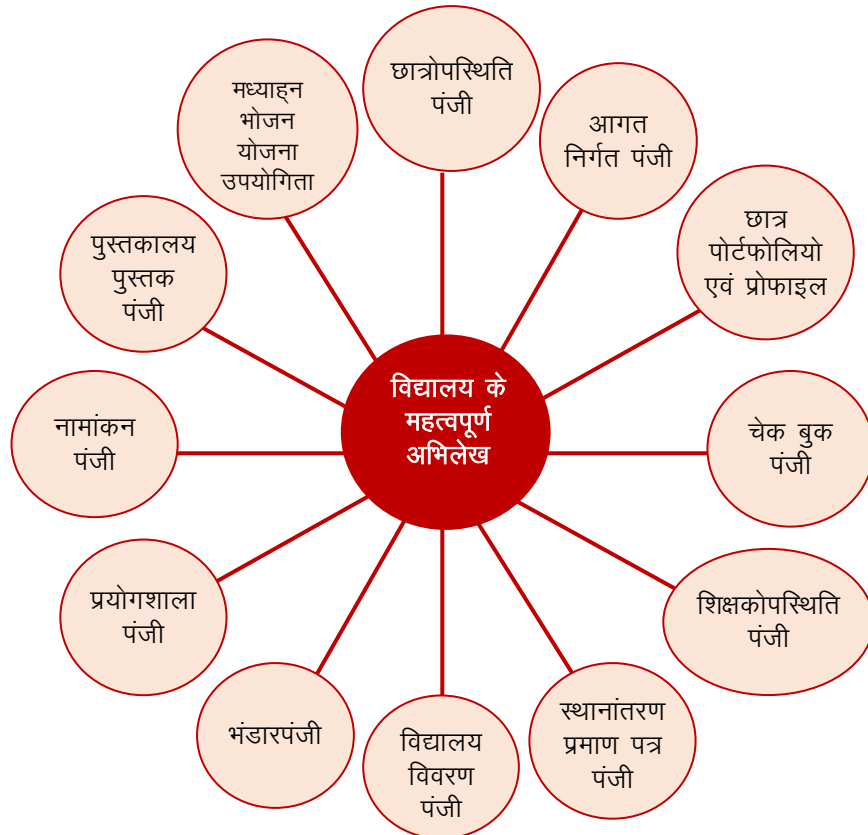 विद्यालय के
महत्वपूर्ण
अभिलेख
छात्रोपस्थिति
पंजी
आगत
निर्गत पंजी
छात्र
पोर्टफोलियो
एवं प्रोफाइल
चेक बुक
पंजी
शिक्षकोपस्थिति
पंजी
स्थानांतरण
प्रमाण पत्र
पंजी
विद्यालय
विवरण
पंजी
भंडारपंजी
प्रयोगशाला
पंजी
नामांकन
पंजी
पुस्तकालय
पुस्तक
पंजी
मध्याह्न
भोजन
योजना
उपयोगिता